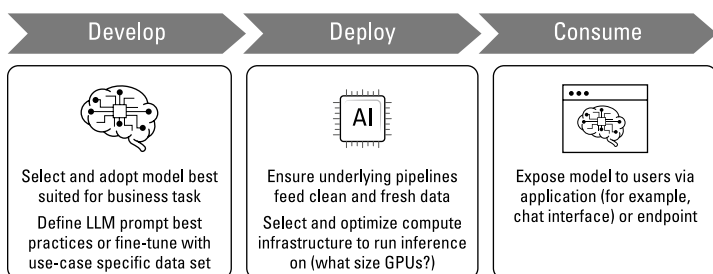 Develop
Deploy
Consume
Select and adopt model best
suited for business task
Define LLM prompt best
practices or fine-tune with
use-case specific data set
AI
Ensure underlying pipelines
feed clean and fresh data
Select and optimize compute
infrastructure to run inference
on (what size GPUs?)
Expose model to users via
application (for example,
chat interface) or endpoint